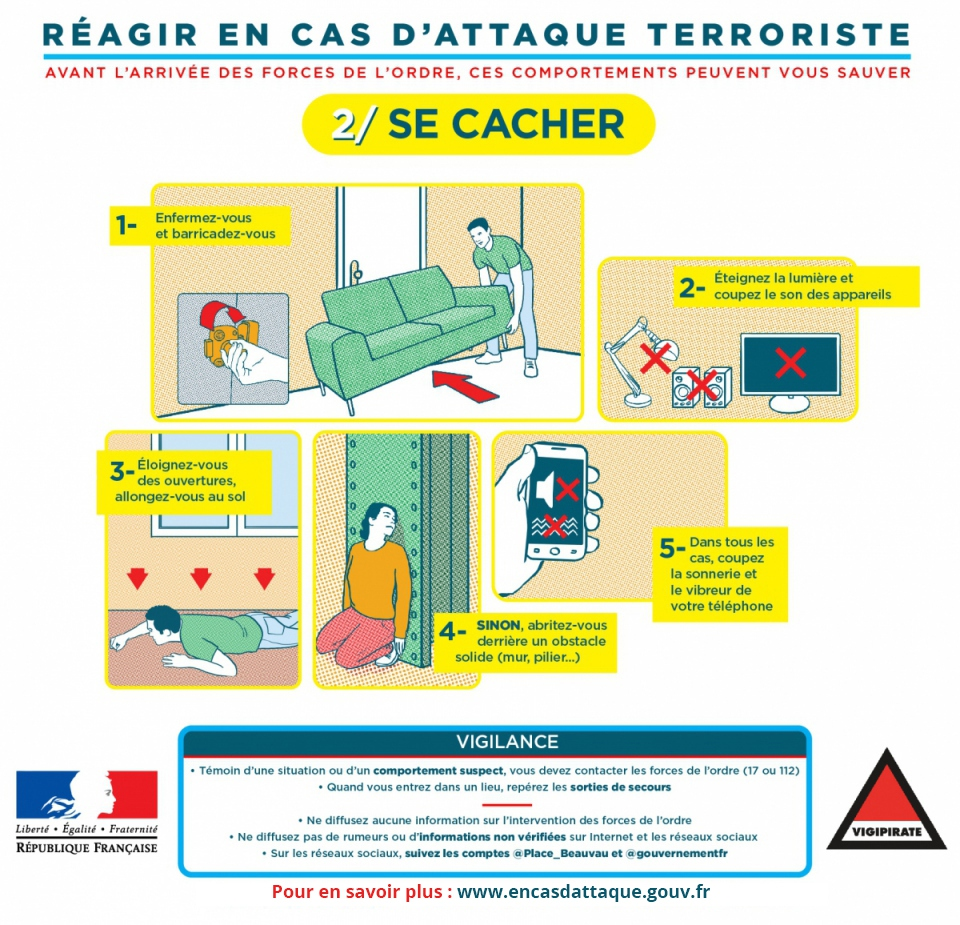 RÉAGIR EN CAS D'ATTAQUE TERRORISTE
AVANT L'ARRIVÉE DES FORCES DE L'ORDRE, CES COMPORTEMENTS PEUVENT VOUS SAUVER
2/ SE CACHER
1- Enfermez-vous
et barricadez-vous
2- Éteignez la lumière et
coupez le son des appareils
3- Éloignez-vous
des ouvertures,
allongez-vous au sol
4- SINON, abritez-vous
derrière un obstacle
solide (mur, pilier...)
5- Dans tous les
cas, coupez
la sonnerie et
le vibreur de
votre téléphone
VIGILANCE
• Témoin d'une situation ou d'un comportement suspect, vous devez contacter les forces de l'ordre (17 ou 112)
• Quand vous entrez dans un lieu, repérez les sorties de secours
• Ne diffusez aucune information sur l'intervention des forces de l'ordre
• Ne diffusez pas de rumeurs ou d'informations non vérifiées sur Internet et les réseaux sociaux
• Sur les réseaux sociaux, suivez les comptes @Place_Beauvau et @gouvernementfr
Liberté • Égalité • Fraternité
RÉPUBLIQUE FRANÇAISE
VIGIPIRATE
Pour en savoir plus : www.encasdattaque.gouv.fr